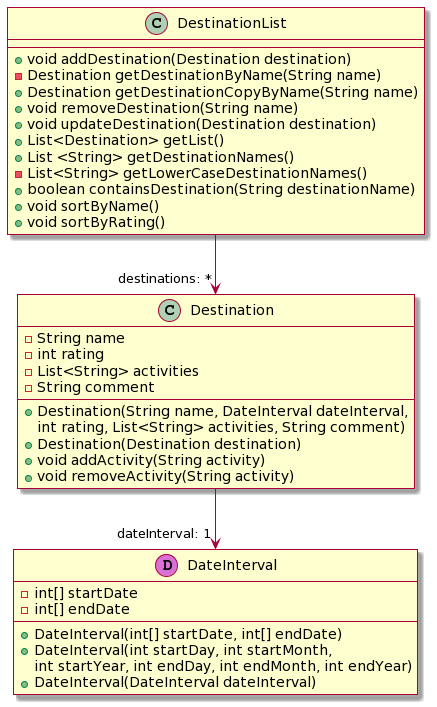 C DestinationList
void addDestination(Destination destination)
Destination getDestinationByName(String name)
Destination getDestinationCopyByName(String name)
void removeDestination(String name)
void updateDestination(Destination destination)
List<Destination> getList()
List <String> getDestinationNames()
List<String> getLowerCaseDestinationNames()
boolean containsDestination(String destinationName)
void sortByName()
void sortByRating()
destinations: *
C Destination
String name
int rating
List<String> activities
String comment
Destination(String name, DateInterval dateInterval,
int rating, List<String> activities, String comment)
Destination(Destination destination)
void addActivity(String activity)
void removeActivity(String activity)
dateInterval: 1
D DateInterval
int[] startDate
int[] endDate
DateInterval(int[] startDate, int[] endDate)
DateInterval(int startDay, int startMonth,
int startYear, int endDay, int endMonth, int endYear)
DateInterval(DateInterval dateInterval)